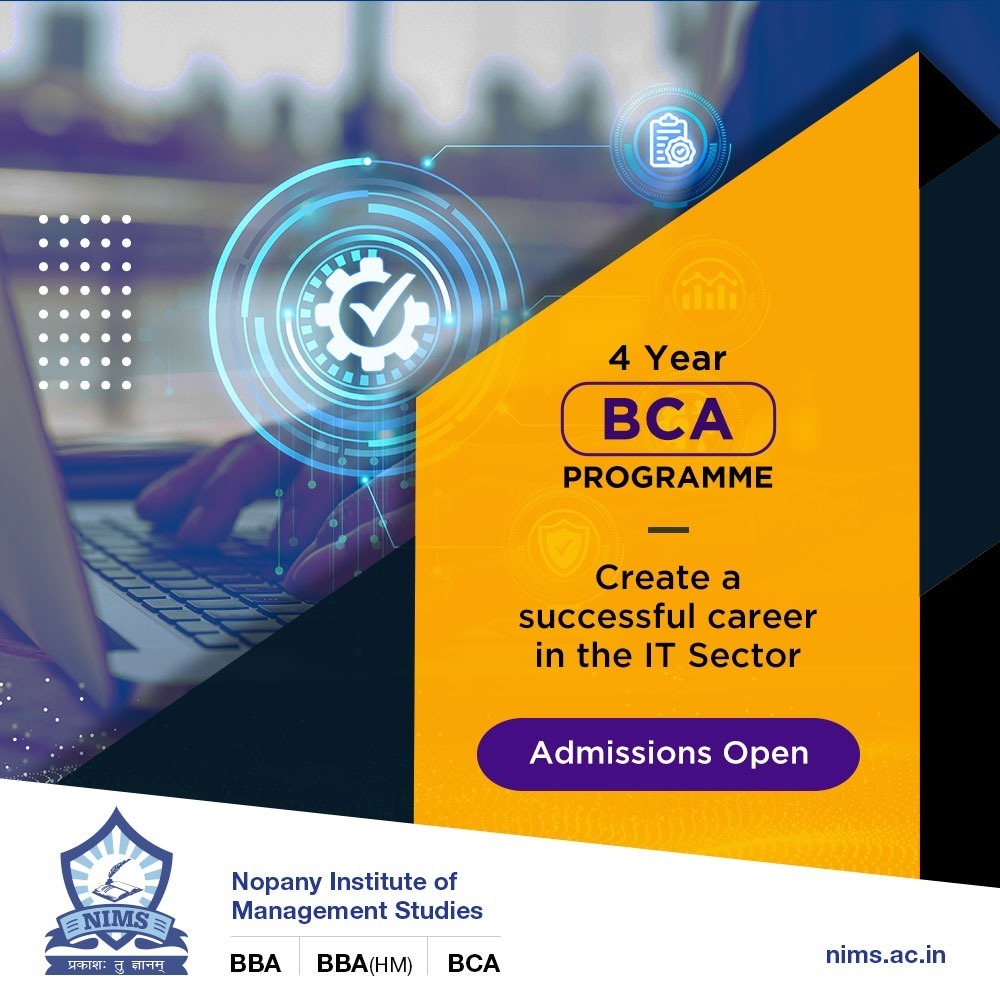 4 Year
BCA
PROGRAMME
Create a
successful career
in the IT Sector
Admissions Open
NIMS
प्रकाशः तु ज्ञानम्
Nopany Institute of
Management Studies
BBA BBA(HM) BCA
nims.ac.in